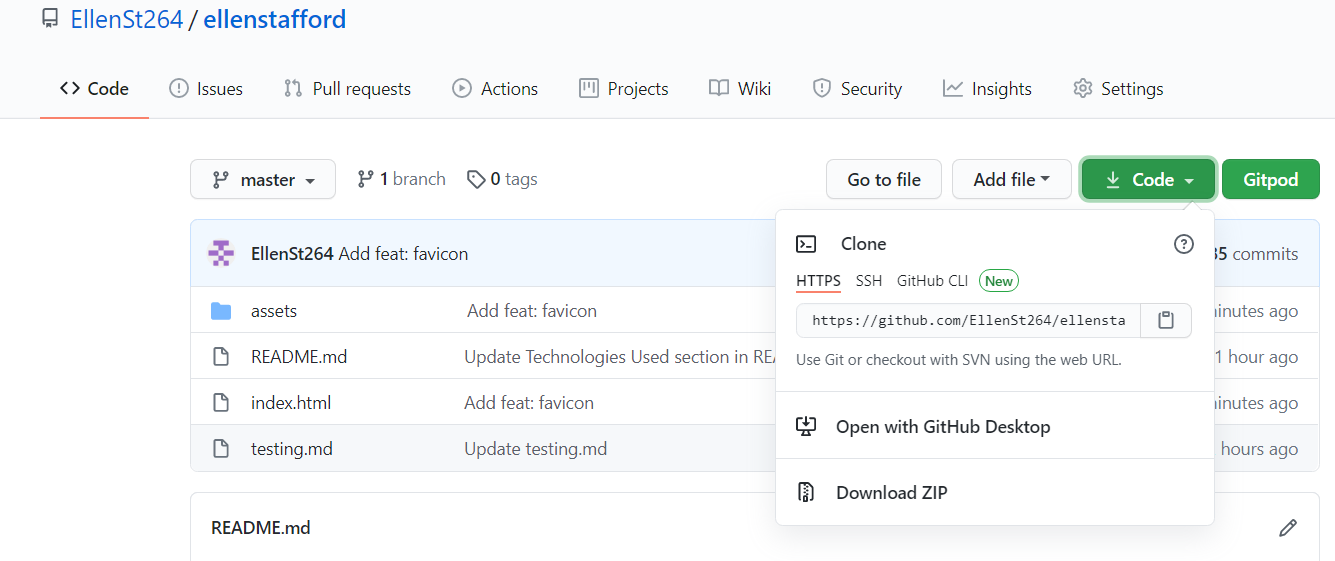 EllenSt264 / ellenstafford
Code Issues Pull requests Actions Projects Wiki Security Insights Settings
master 1 branch 0 tags Go to file Add file Code Gitpod
EllenSt264 Add feat: favicon commits
Clone
HTTPS SSH GitHub CLI New
https://github.com/EllenSt264/ellensta
Use Git or checkout with SVN using the web URL.
Open with GitHub Desktop
Download ZIP
assets Add feat: favicon ago
README.md Update Technologies Used section in 1 hour ago
index.html Add feat: favicon ago
testing.md Update testing.md hours ago
README.md